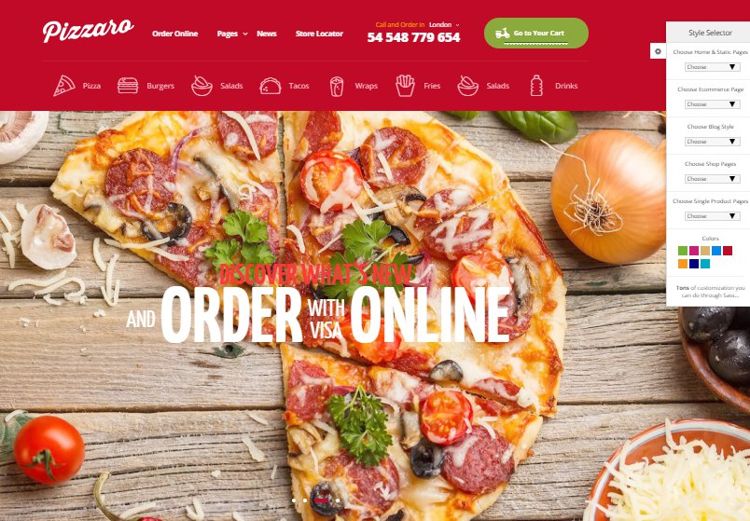 Pizzaro
Order Online
Pages
News
Store Locator
Call and Order in London
54 548 779 654
Go to Your Cart
Pizza
Burgers
Salads
Tacos
Wraps
Fries
Salads
Drinks
DISCOVER WHAT'S NEW
AND ORDER WITH VISA ONLINE
Style Selector
Choose Home & Static Pages
Choose
Choose Ecommerce Page
Choose
Choose Blog Style
Choose
Choose Shop Pages
Choose
Choose Single Product Pages
Choose
Colors
Tons of customization you
can do through Sass...